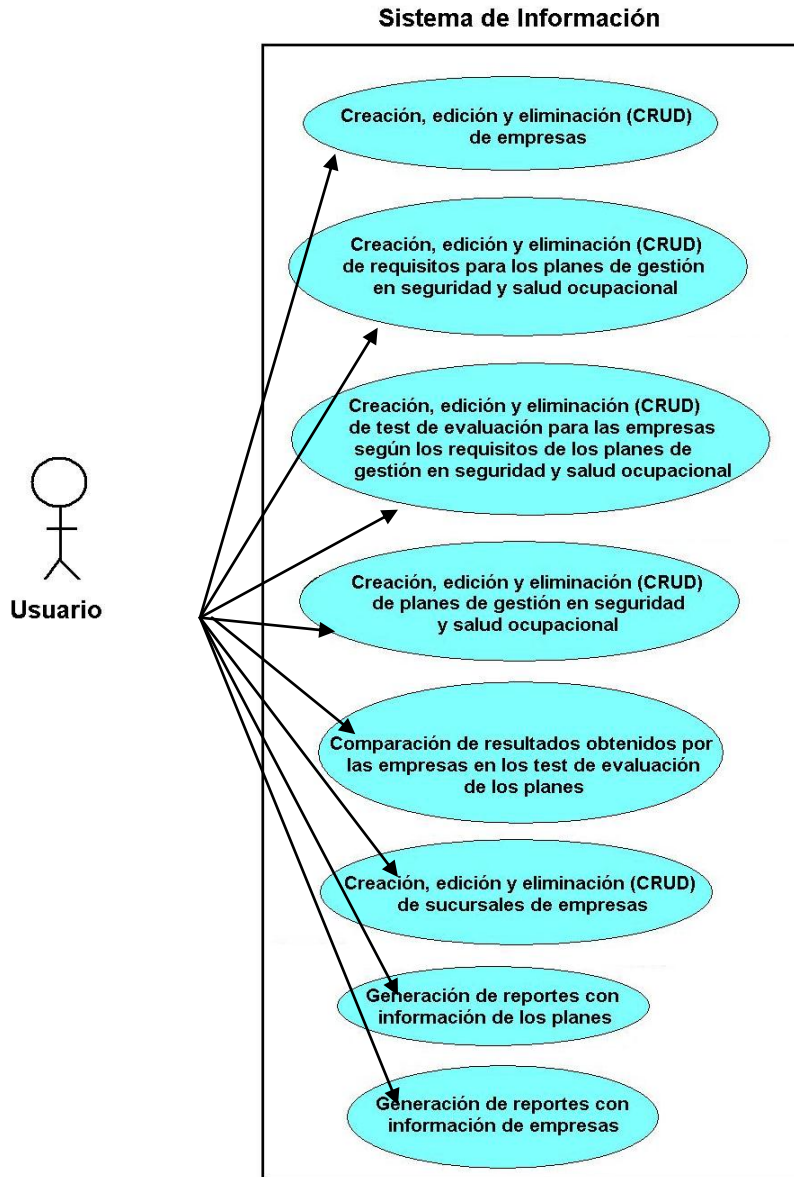 Sistema de Información
Creación, edición y eliminación (CRUD)
de empresas
Creación, edición y eliminación (CRUD)
de requisitos para los planes de gestión
en seguridad y salud ocupacional
Creación, edición y eliminación (CRUD)
de test de evaluación para las empresas
según los requisitos de los planes de
gestión en seguridad y salud ocupacional
Usuario
Creación, edición y eliminación (CRUD)
de planes de gestión en seguridad
y salud ocupacional
Comparación de resultados obtenidos por
las empresas en los test de evaluación
de los planes
Creación, edición y eliminación (CRUD)
de sucursales de empresas
Generación de reportes con
información de los planes
Generación de reportes con
información de empresas